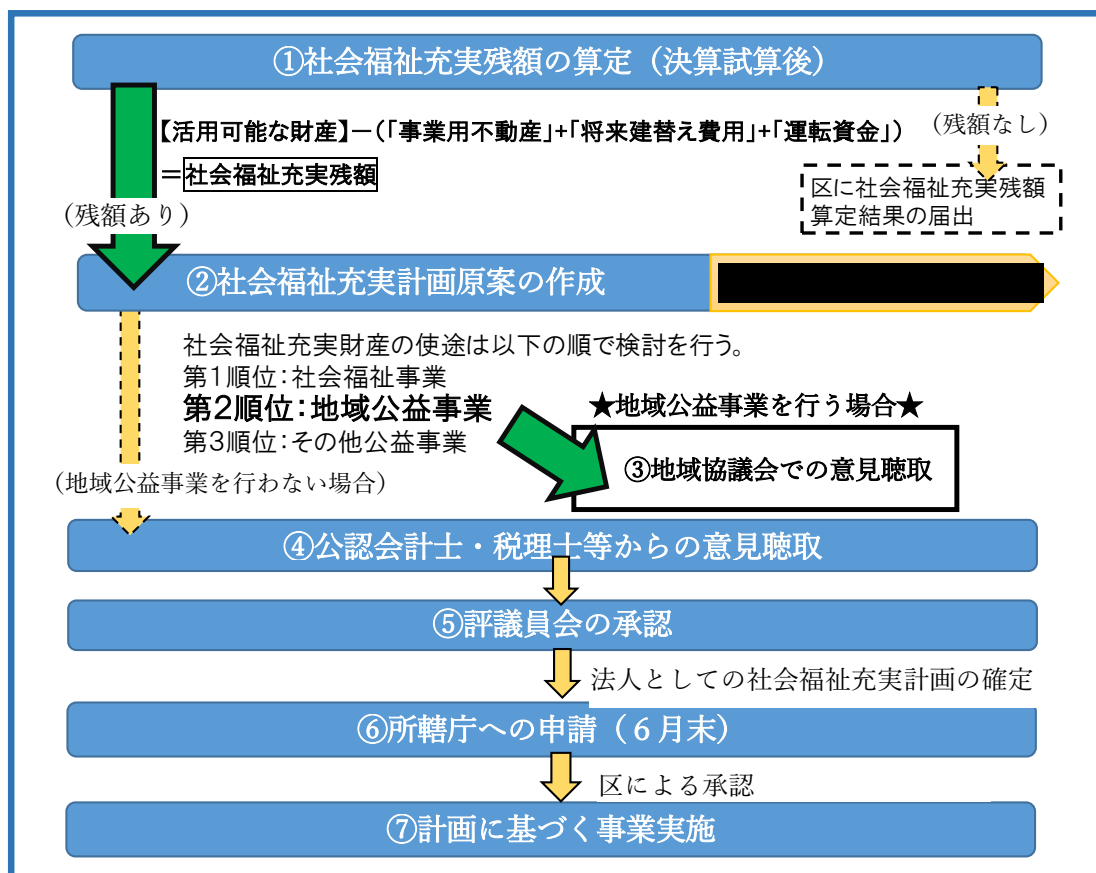 ①社会福祉充実残額の算定（決算試算後）
【活用可能な財産】－（「事業用不動産」+「将来建替え費用」+「運転資金」）
＝社会福祉充実残額
（残額なし）
区に社会福祉充実残額
算定結果の届出
（残額あり）
②社会福祉充実計画原案の作成
社会福祉充実財産の使途は以下の順で検討を行う。
第1順位：社会福祉事業
第2順位：地域公益事業
第3順位：その他公益事業
★地域公益事業を行う場合★
③地域協議会での意見聴取
（地域公益事業を行わない場合）
④公認会計士・税理士等からの意見聴取
⑤評議員会の承認
法人としての社会福祉充実計画の確定
⑥所轄庁への申請（６月末）
区による承認
⑦計画に基づく事業実施